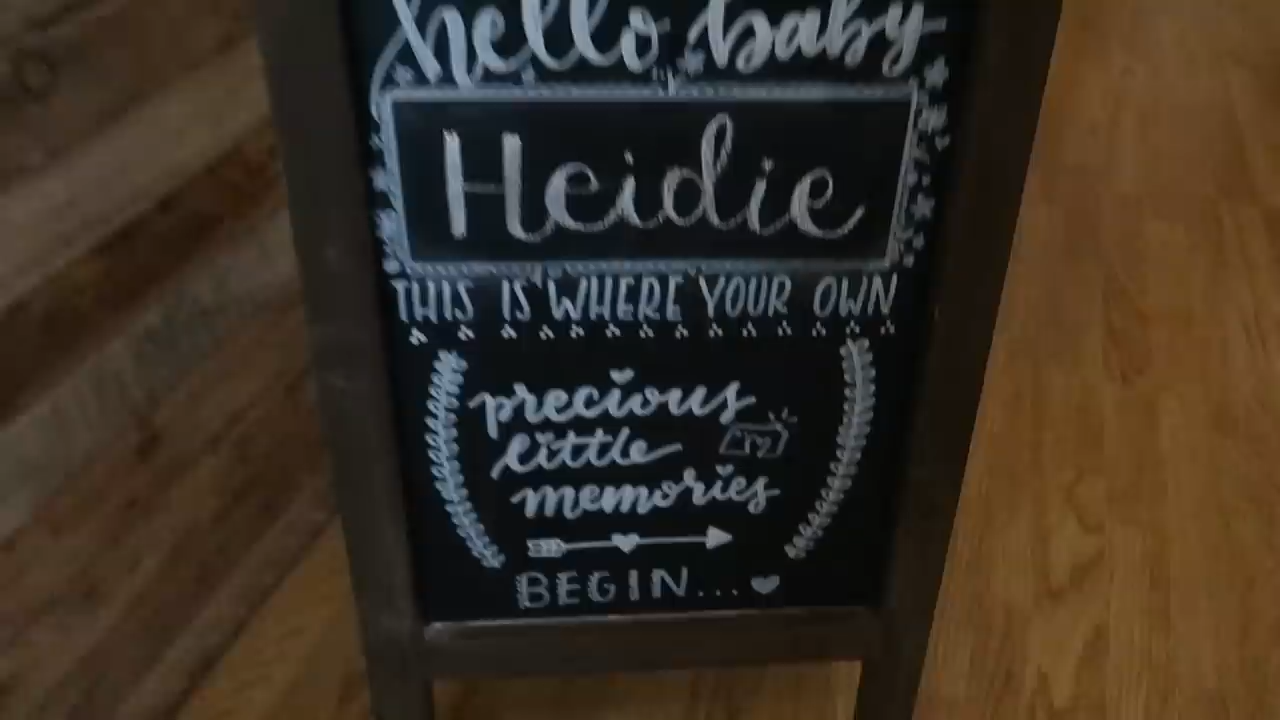 hello baby
Heidie
THIS IS WHERE YOUR OWN
precious
little
memories
BEGIN...